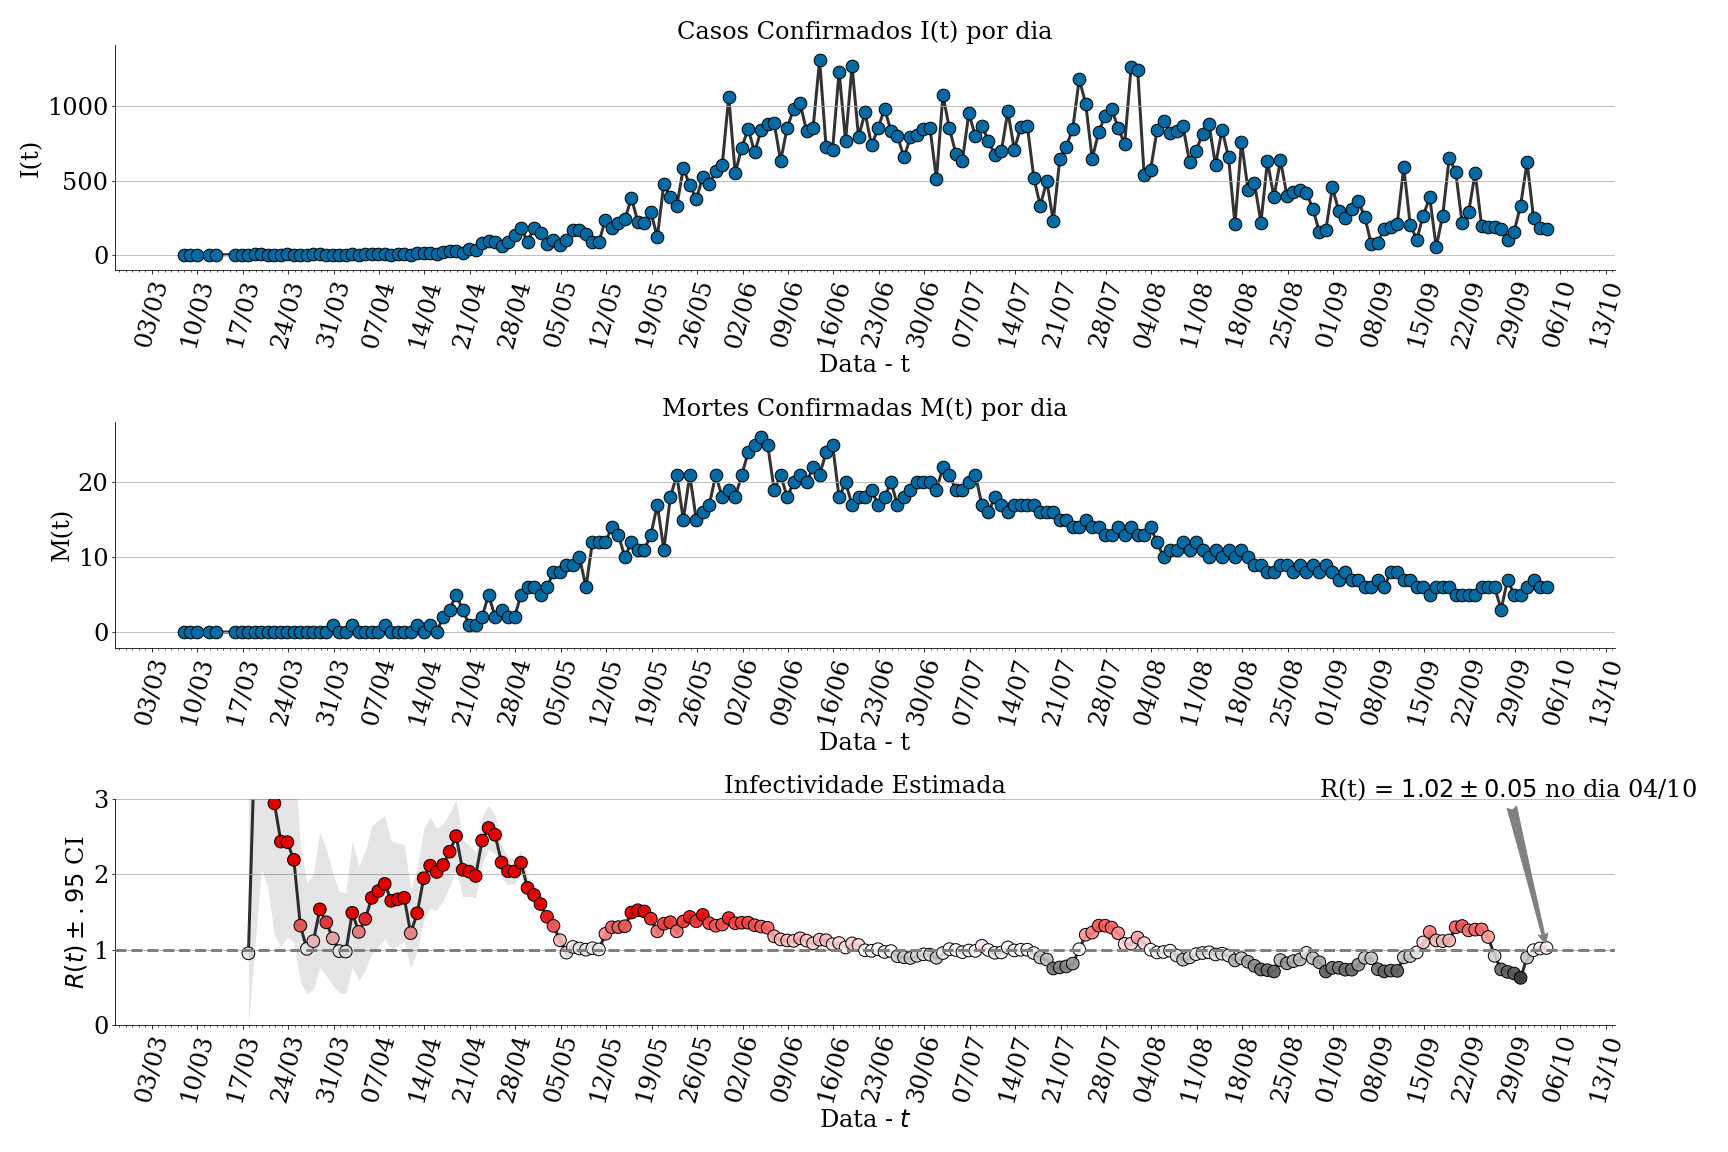 Casos Confirmados I(t) por dia
I(t)
1000
500
0
03/03 10/03 17/03 24/03 31/03 07/04 14/04 21/04 28/04 05/05 12/05 19/05 26/05 02/06 09/06 16/06 23/06 30/06 07/07 14/07 21/07 28/07 04/08 11/08 18/08 25/08 01/09 08/09 15/09 22/09 29/09 06/10 13/10
Data - t
Mortes Confirmadas M(t) por dia
M(t)
20
10
0
03/03 10/03 17/03 24/03 31/03 07/04 14/04 21/04 28/04 05/05 12/05 19/05 26/05 02/06 09/06 16/06 23/06 30/06 07/07 14/07 21/07 28/07 04/08 11/08 18/08 25/08 01/09 08/09 15/09 22/09 29/09 06/10 13/10
Data - t
Infectividade Estimada
R(t) = 1.02 ± 0.05 no dia 04/10
R(t) ± .95 CI
3
2
1
0
03/03 10/03 17/03 24/03 31/03 07/04 14/04 21/04 28/04 05/05 12/05 19/05 26/05 02/06 09/06 16/06 23/06 30/06 07/07 14/07 21/07 28/07 04/08 11/08 18/08 25/08 01/09 08/09 15/09 22/09 29/09 06/10 13/10
Data - t